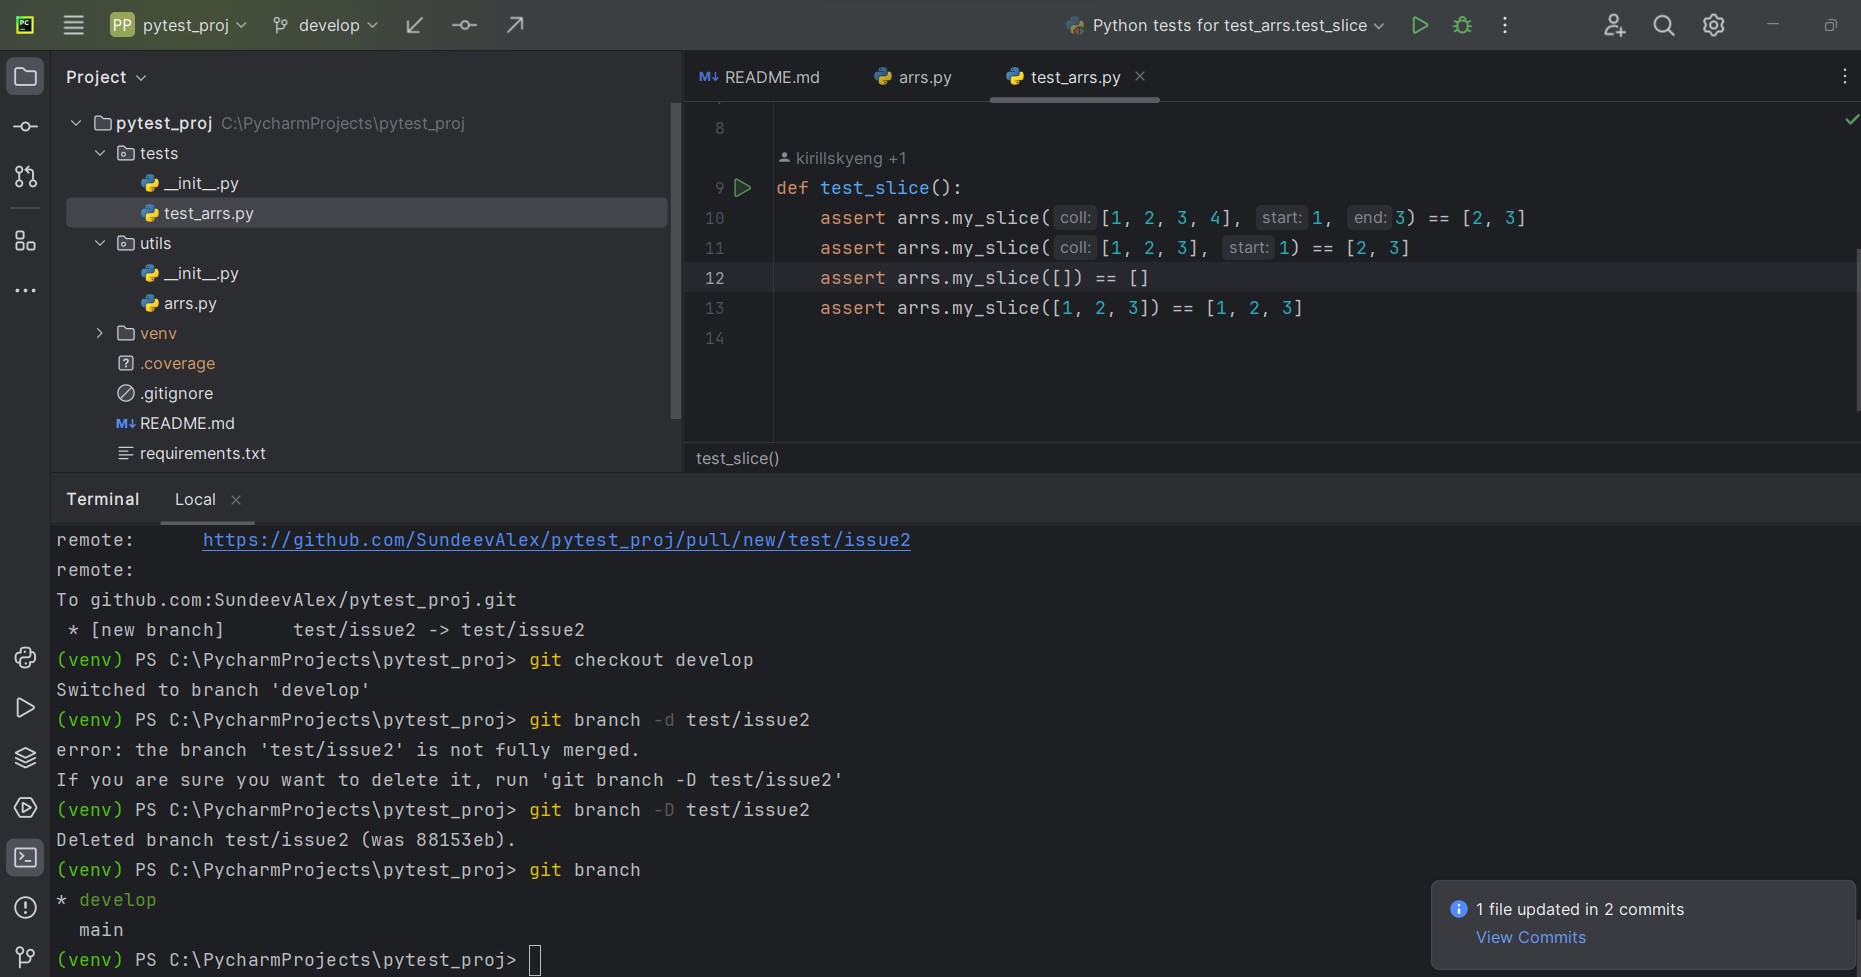 PC PP pytest_proj develop Python tests for test_arrs.test_slice
Project
pytest_proj C:\PycharmProjects\pytest_proj
tests
__init__.py
test_arrs.py
utils
__init__.py
arrs.py
venv
.coverage
.gitignore
M↓ README.md
requirements.txt
M↓ README.md arrs.py test_arrs.py
8
kirillskyeng +1
9 def test_slice():
10 assert arrs.my_slice( coll: [1, 2, 3, 4], start: 1, end: 3) == [2, 3]
11 assert arrs.my_slice( coll: [1, 2, 3], start: 1) == [2, 3]
12 assert arrs.my_slice([]) == []
13 assert arrs.my_slice([1, 2, 3]) == [1, 2, 3]
14
test_slice()
Terminal Local
remote: https://github.com/SundeevAlex/pytest_proj/pull/new/test/issue2
remote:
To github.com:SundeevAlex/pytest_proj.git
* [new branch] test/issue2 -> test/issue2
(venv) PS C:\PycharmProjects\pytest_proj> git checkout develop
Switched to branch 'develop'
(venv) PS C:\PycharmProjects\pytest_proj> git branch -d test/issue2
error: the branch 'test/issue2' is not fully merged.
If you are sure you want to delete it, run 'git branch -D test/issue2'
(venv) PS C:\PycharmProjects\pytest_proj> git branch -D test/issue2
Deleted branch test/issue2 (was 88153eb).
(venv) PS C:\PycharmProjects\pytest_proj> git branch
* develop
main
(venv) PS C:\PycharmProjects\pytest_proj>
1 file updated in 2 commits
View Commits